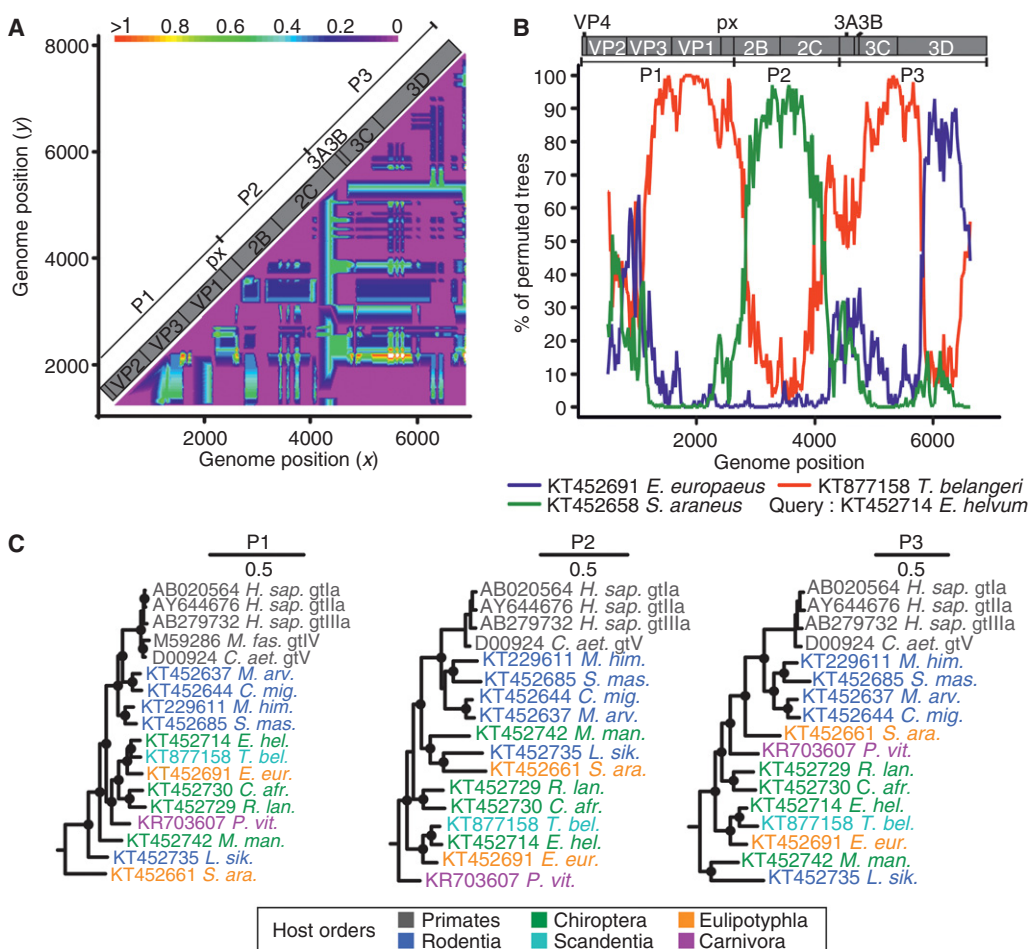 A
>1 0.8 0.6 0.4 0.2 0
8000
6000
4000
2000
Genome position (y)
P1 px P2 P3
VP2 VP3 VP1 2B 2C 3A3B 3C 3D
2000 4000 6000
Genome position (x)
B
VP4 px 3A3B
VP2 VP3 VP1 2B 2C 3C 3D
P1 P2 P3
100
90
80
70
60
50
40
30
20
10
0
% of permuted trees
2000 4000 6000
Genome position
KT452691 E. europaeus KT877158 T. belangeri
KT452658 S. araneus Query : KT452714 E. helvum
C
P1
0.5
AB020564 H. sap. gtIa
AY644676 H. sap. gtIIa
AB279732 H. sap. gtIIIa
M59286 M. fas. gtIV
D00924 C. aet. gtV
KT452637 M. arv.
KT452644 C. mig.
KT229611 M. him.
KT452685 S. mas.
KT452714 E. hel.
KT877158 T. bel.
KT452691 E. eur.
KT452730 C. afr.
KT452729 R. lan.
KR703607 P. vit.
KT452742 M. man.
KT452735 L. sik.
KT452661 S. ara.
P2
0.5
AB020564 H. sap. gtIa
AY644676 H. sap. gtIIa
AB279732 H. sap. gtIIIa
D00924 C. aet. gtV
KT229611 M. him.
KT452685 S. mas.
KT452644 C. mig.
KT452637 M. arv.
KT452742 M. man.
KT452735 L. sik.
KT452661 S. ara.
KT452729 R. lan.
KT452730 C. afr.
KT877158 T. bel.
KT452714 E. hel.
KT452691 E. eur.
KR703607 P. vit.
P3
0.5
AB020564 H. sap. gtIa
AY644676 H. sap. gtIIa
AB279732 H. sap. gtIIIa
D00924 C. aet. gtV
KT229611 M. him.
KT452685 S. mas.
KT452637 M. arv.
KT452644 C. mig.
KT452661 S. ara.
KR703607 P. vit.
KT452729 R. lan.
KT452730 C. afr.
KT452714 E. hel.
KT877158 T. bel.
KT452691 E. eur.
KT452742 M. man.
KT452735 L. sik.
Host orders
Primates Chiroptera Eulipotyphla
Rodentia Scandentia Carnivora